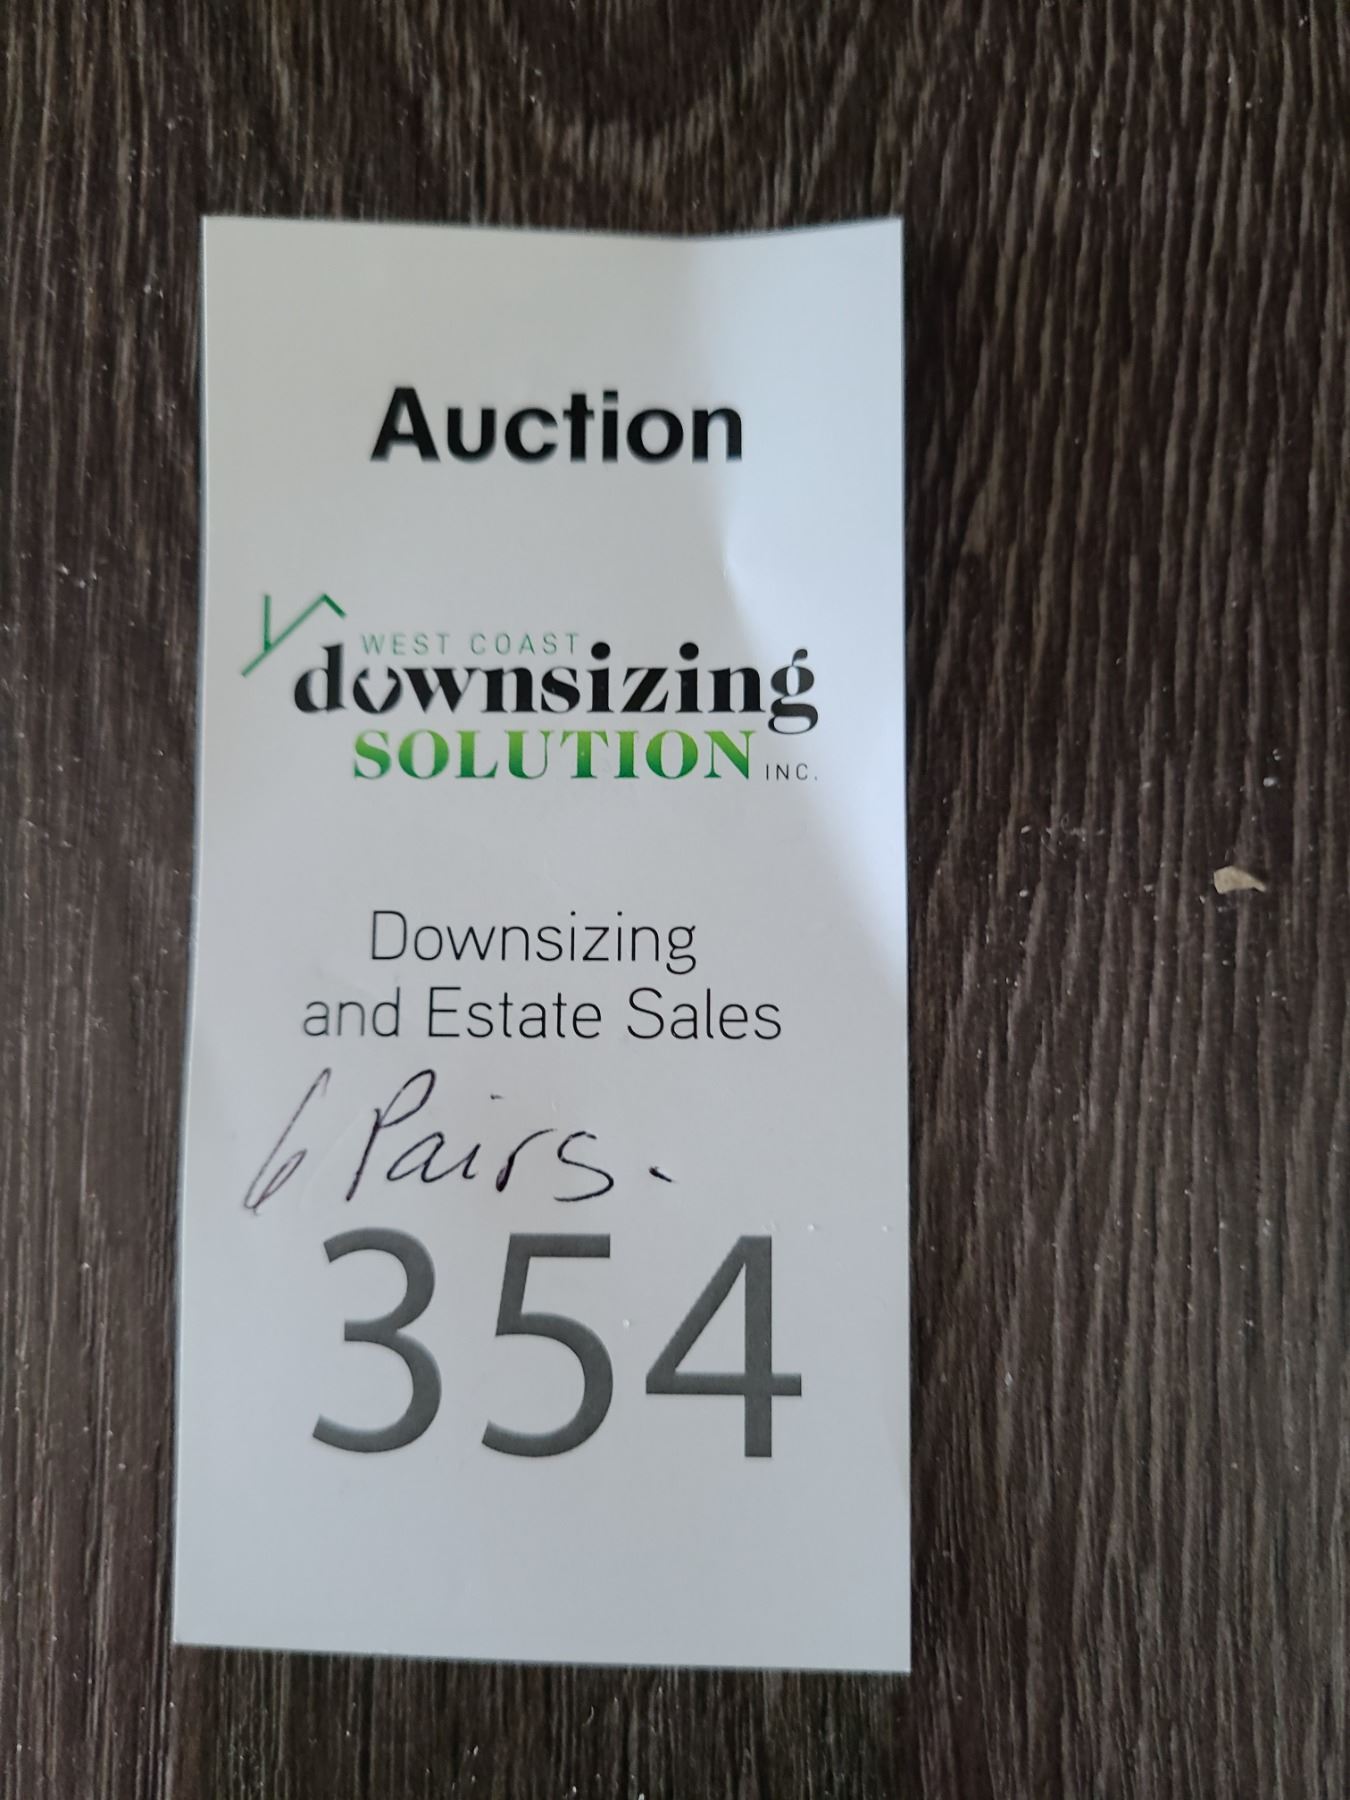 Auction
WEST COAST
downsizing
SOLUTION INC.
Downsizing
and Estate Sales
6 Pairs.
354